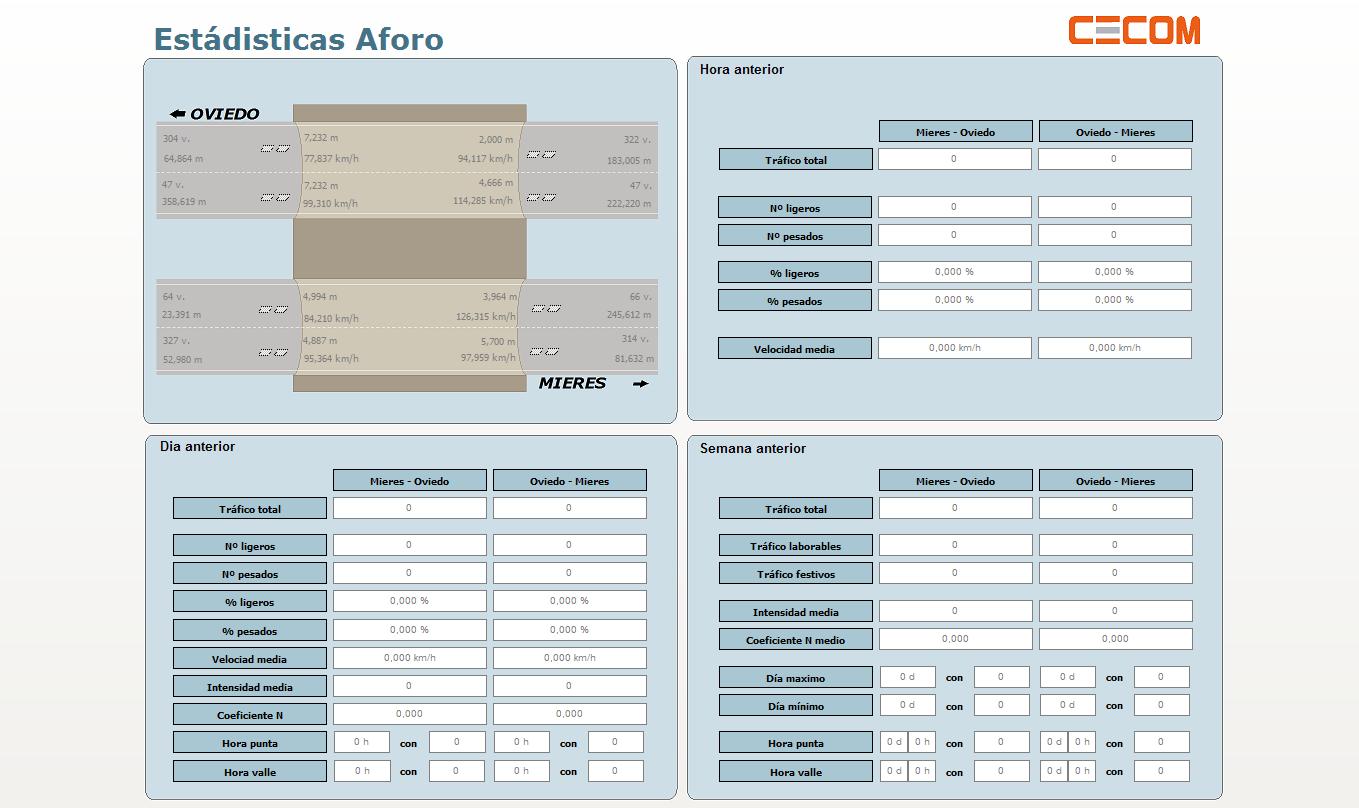 Estádisticas Aforo
CECOM
OVIEDO
304 v. 7,232 m 2,000 m 322 v.
64,864 m 77,837 km/h 94,117 km/h 183,005 m
47 v. 7,232 m 4,666 m 47 v.
358,619 m 99,310 km/h 114,285 km/h 222,220 m
64 v. 4,994 m 3,964 m 66 v.
23,391 m 84,210 km/h 126,315 km/h 245,612 m
327 v. 4,887 m 5,700 m 314 v.
52,980 m 95,364 km/h 97,959 km/h 81,632 m
MIERES
Hora anterior
Mieres - Oviedo Oviedo - Mieres
Tráfico total 0 0
Nº ligeros 0 0
Nº pesados 0 0
% ligeros 0,000 % 0,000 %
% pesados 0,000 % 0,000 %
Velocidad media 0,000 km/h 0,000 km/h
Dia anterior
Mieres - Oviedo Oviedo - Mieres
Tráfico total 0 0
Nº ligeros 0 0
Nº pesados 0 0
% ligeros 0,000 % 0,000 %
% pesados 0,000 % 0,000 %
Velociad media 0,000 km/h 0,000 km/h
Intensidad media 0 0
Coeficiente N 0,000 0,000
Hora punta 0 h con 0 0 h con 0
Hora valle 0 h con 0 0 h con 0
Semana anterior
Mieres - Oviedo Oviedo - Mieres
Tráfico total 0 0
Tráfico laborables 0 0
Tráfico festivos 0 0
Intensidad media 0 0
Coeficiente N medio 0,000 0,000
Día maximo 0 d con 0 0 d con 0
Día mínimo 0 d con 0 0 d con 0
Hora punta 0 d 0 h con 0 0 d 0 h con 0
Hora valle 0 d 0 h con 0 0 d 0 h con 0